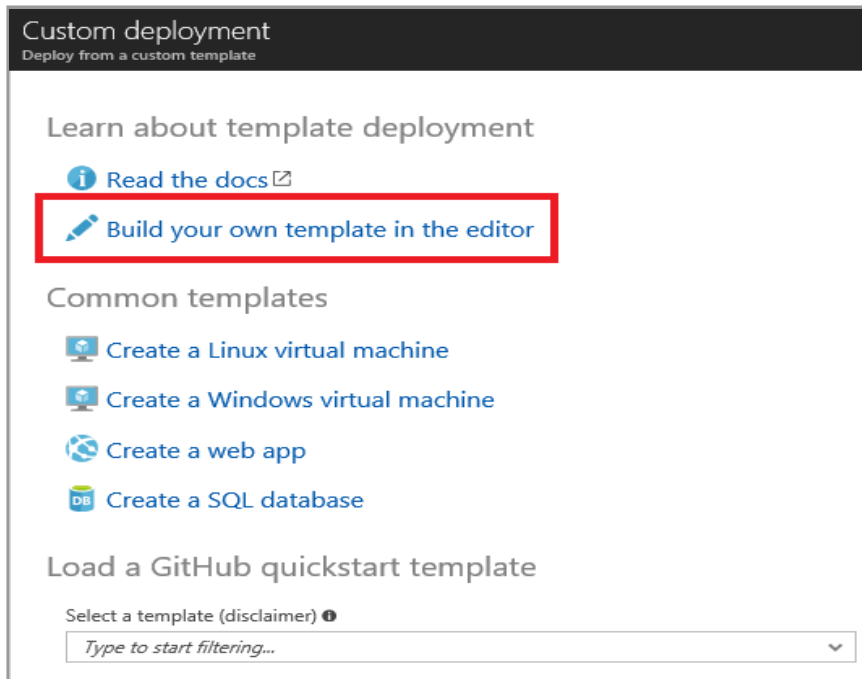 Custom deployment
Deploy from a custom template
Learn about template deployment
Read the docs
Build your own template in the editor
Common templates
Create a Linux virtual machine
Create a Windows virtual machine
Create a web app
DB Create a SQL database
Load a GitHub quickstart template
Select a template (disclaimer)
Type to start filtering...